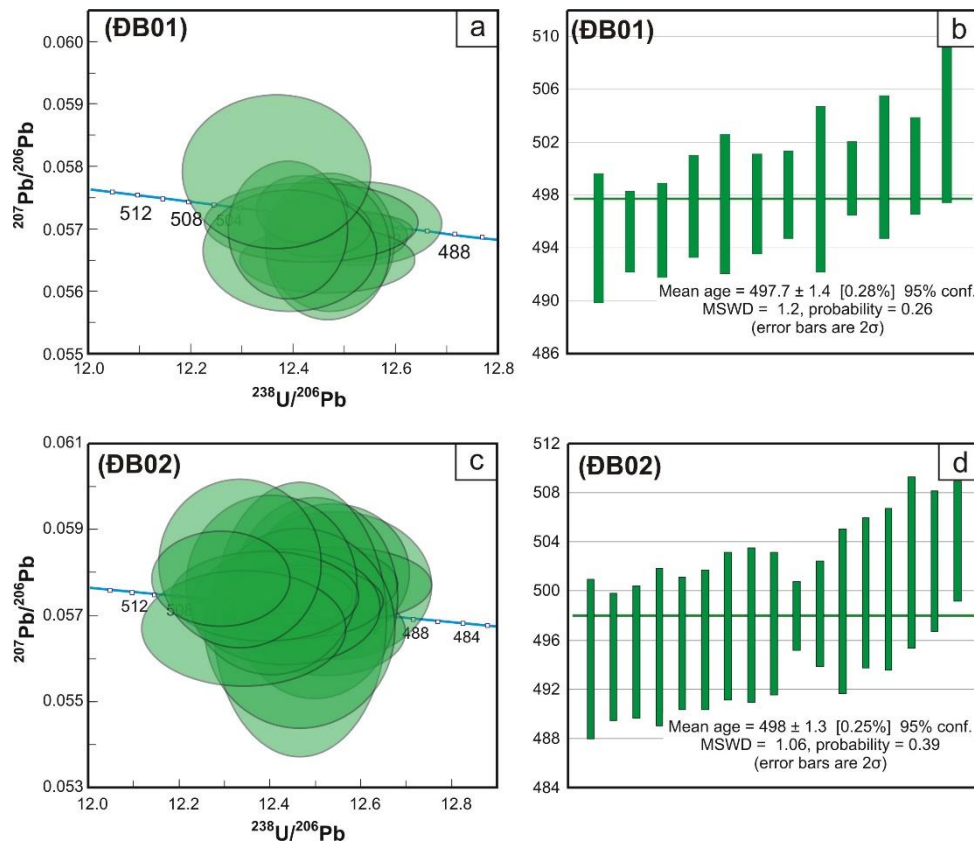 (ĐB01)
a
0.060
0.059
0.058
0.057
0.056
0.055
²⁰⁷Pb/²⁰⁶Pb
512
508
504
488
12.0
12.2
12.4
12.6
12.8
²³⁸U/²⁰⁶Pb
(ĐB01)
b
510
506
502
498
494
490
486
Mean age = 497.7 ± 1.4 [0.28%] 95% conf.
MSWD = 1.2, probability = 0.26
(error bars are 2σ)
(ĐB02)
c
0.061
0.059
0.057
0.055
0.053
²⁰⁷Pb/²⁰⁶Pb
512
488
484
12.0
12.2
12.4
12.6
12.8
²³⁸U/²⁰⁶Pb
(ĐB02)
d
512
508
504
500
496
492
488
484
Mean age = 498 ± 1.3 [0.25%] 95% conf.
MSWD = 1.06, probability = 0.39
(error bars are 2σ)